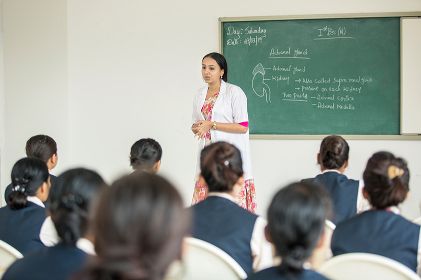 Day:- Saturday
Ist Bsc (N)
Adrenal gland
Adrenal gland
Kidney
Also called supra renal gland
Present on each kidney
Two Parts → Adrenal Cortex
→ Adrenal Medulla